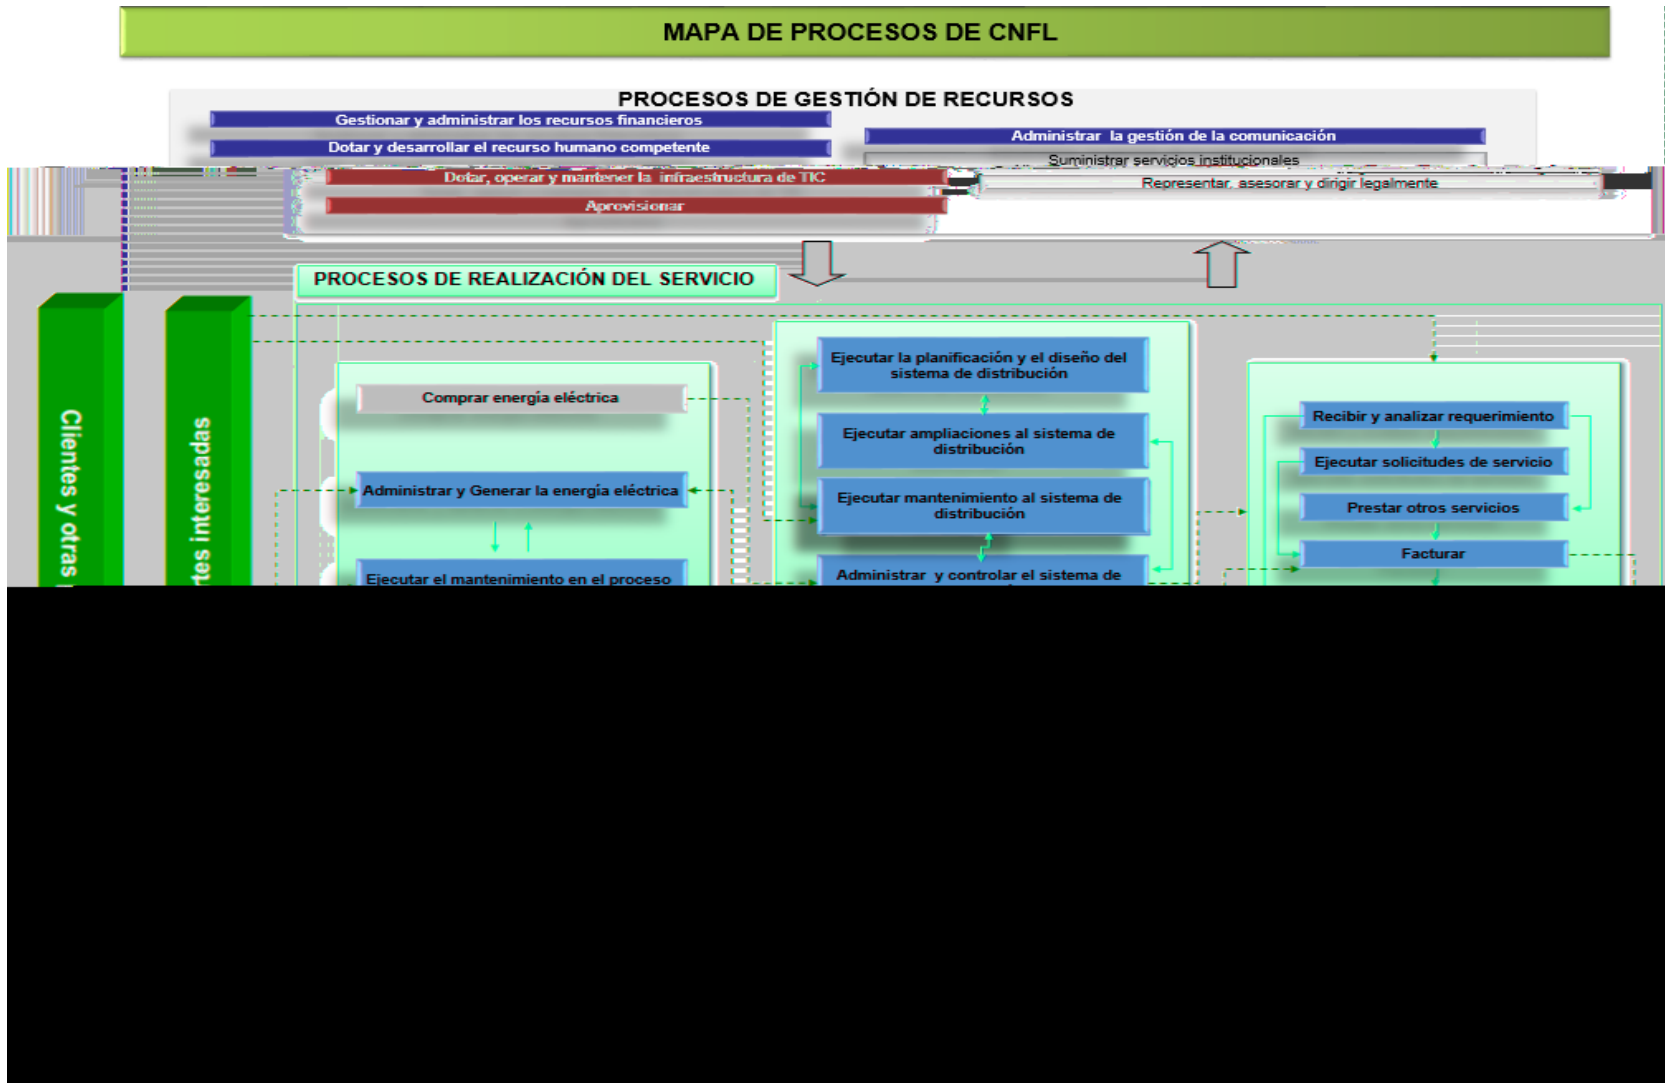 MAPA DE PROCESOS DE CNFL
PROCESOS DE GESTIÓN DE RECURSOS
Gestionar y administrar los recursos financieros
Dotar y desarrollar el recurso humano competente
Dotar, operar y mantener la infraestructura de TIC
Aprovisionar
Administrar la gestión de la comunicación
Suministrar servicios institucionales
Representar, asesorar y dirigir legalmente
PROCESOS DE REALIZACIÓN DEL SERVICIO
Clientes y otras
interesadas
Comprar energía eléctrica
Administrar y Generar la energía eléctrica
Ejecutar el mantenimiento en el proceso
Ejecutar la planificación y el diseño del
sistema de distribución
Ejecutar ampliaciones al sistema de
distribución
Ejecutar mantenimiento al sistema de
distribución
Administrar y controlar el sistema de
Recibir y analizar requerimiento
Ejecutar solicitudes de servicio
Prestar otros servicios
Facturar